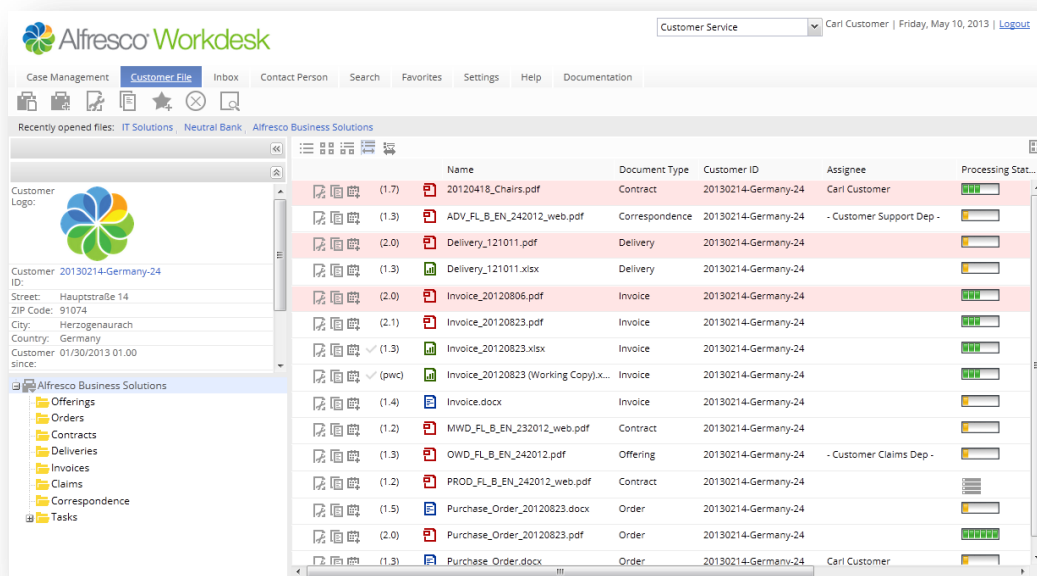 Alfresco Workdesk
Customer Service
Carl Customer | Friday, May 10, 2013 | Logout
Case Management Customer File Inbox Contact Person Search Favorites Settings Help Documentation
Recently opened files: IT Solutions , Neutral Bank , Alfresco Business Solutions
Customer Logo:
Customer ID: 20130214-Germany-24
Street: Hauptstraße 14
ZIP Code: 91074
City: Herzogenaurach
Country: Germany
Customer since: 01/30/2013 01.00
Alfresco Business Solutions
Offerings
Orders
Contracts
Deliveries
Invoices
Claims
Correspondence
Tasks
Name Document Type Customer ID Assignee Processing Stat...
(1.7) 20120418_Chairs.pdf Contract 20130214-Germany-24 Carl Customer
(1.3) ADV_FL_B_EN_242012_web.pdf Correspondence 20130214-Germany-24 - Customer Support Dep -
(2.0) Delivery_121011.pdf Delivery 20130214-Germany-24
(1.3) Delivery_121011.xlsx Delivery 20130214-Germany-24
(2.0) Invoice_20120806.pdf Invoice 20130214-Germany-24
(2.1) Invoice_20120823.pdf Invoice 20130214-Germany-24
(1.3) Invoice_20120823.xlsx Invoice 20130214-Germany-24
(pwc) Invoice_20120823 (Working Copy).x... Invoice 20130214-Germany-24
(1.4) Invoice.docx Invoice 20130214-Germany-24
(1.2) MWD_FL_B_EN_232012_web.pdf Contract 20130214-Germany-24
(1.3) OWD_FL_B_EN_242012.pdf Offering 20130214-Germany-24 - Customer Claims Dep -
(1.2) PROD_FL_B_EN_242012_web.pdf Contract 20130214-Germany-24
(1.5) Purchase_Order_20120823.docx Order 20130214-Germany-24
(2.0) Purchase_Order_20120823.pdf Order 20130214-Germany-24
(1.3) Purchase_Order.docx Order 20130214-Germany-24 Carl Customer